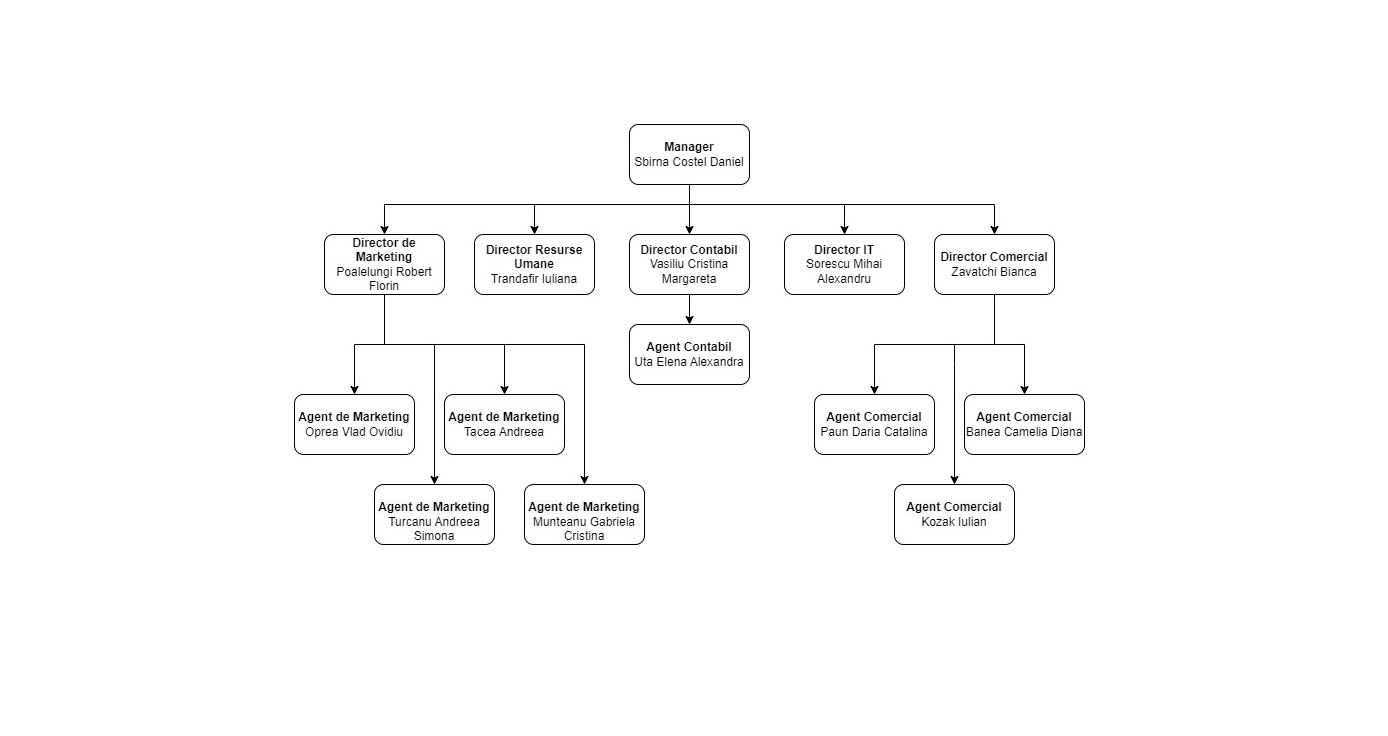 Manager
Sbirna Costel Daniel
Director de
Marketing
Poalelungi Robert
Florin
Director Resurse
Umane
Trandafir Iuliana
Director Contabil
Vasiliu Cristina
Margareta
Director IT
Sorescu Mihai
Alexandru
Director Comercial
Zavatchi Bianca
Agent Contabil
Uta Elena Alexandra
Agent de Marketing
Oprea Vlad Ovidiu
Agent de Marketing
Tacea Andreea
Agent Comercial
Paun Daria Catalina
Agent Comercial
Banea Camelia Diana
Agent de Marketing
Turcanu Andreea
Simona
Agent de Marketing
Munteanu Gabriela
Cristina
Agent Comercial
Kozak Iulian